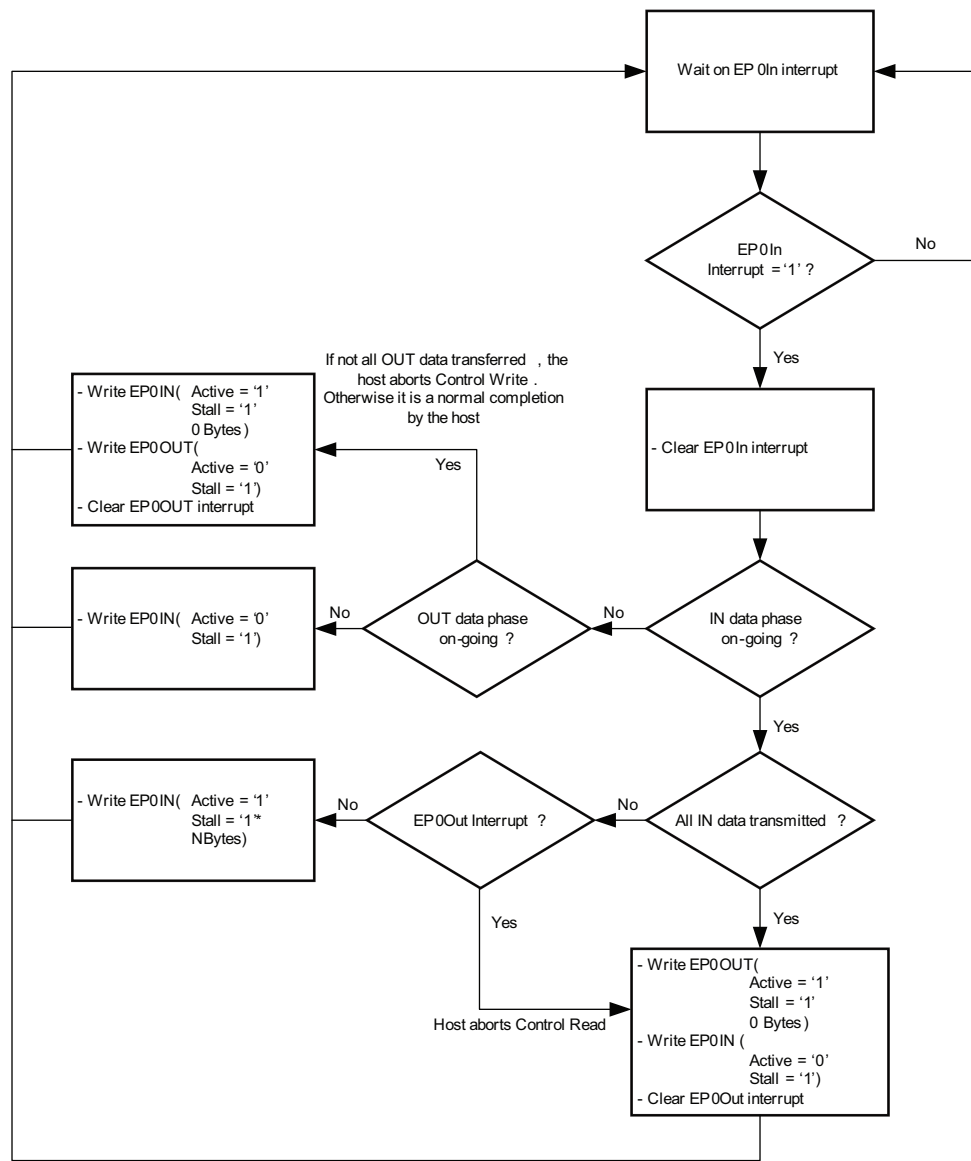 Wait on EP0In interrupt
EP0In
Interrupt = ‘1’ ?
No
Yes
If not all OUT data transferred , the
host aborts Control Write .
Otherwise it is a normal completion
by the host
- Write EP0IN( Active = ‘1’
Stall = ‘1’
0 Bytes)
- Write EP0OUT(
Active = ‘0’
Stall = ‘1’)
- Clear EP0OUT interrupt
Yes
- Clear EP0In interrupt
- Write EP0IN( Active = ‘0’
Stall = ‘1’)
No
OUT data phase
on-going ?
No
IN data phase
on-going ?
Yes
- Write EP0IN( Active = ‘1’
Stall = ‘1’*
NBytes)
No
EP0Out Interrupt ?
No
All IN data transmitted ?
Yes
Yes
Host aborts Control Read
- Write EP0OUT(
Active = ‘1’
Stall = ‘1’
0 Bytes)
- Write EP0IN (
Active = ‘0’
Stall = ‘1’)
- Clear EP0Out interrupt